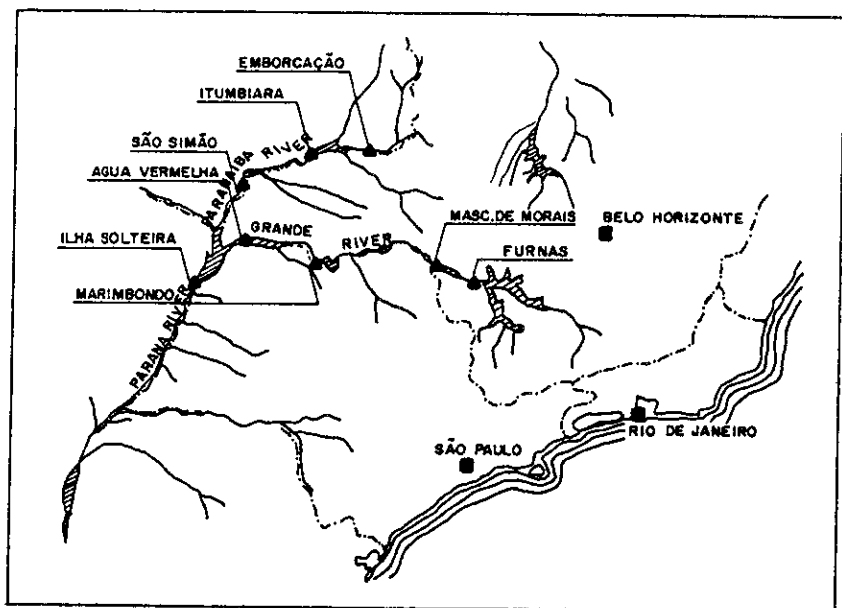 EMBORCAÇÃO
ITUMBIARA
SÃO SIMÃO
PARANAIBA RIVER
AGUA VERMELHA
MASC. DE MORAIS
BELO HORIZONTE
GRANDE RIVER
ILHA SOLTEIRA
FURNAS
MARIMBONDO
PARANA RIVER
RIO DE JANEIRO
SÃO PAULO